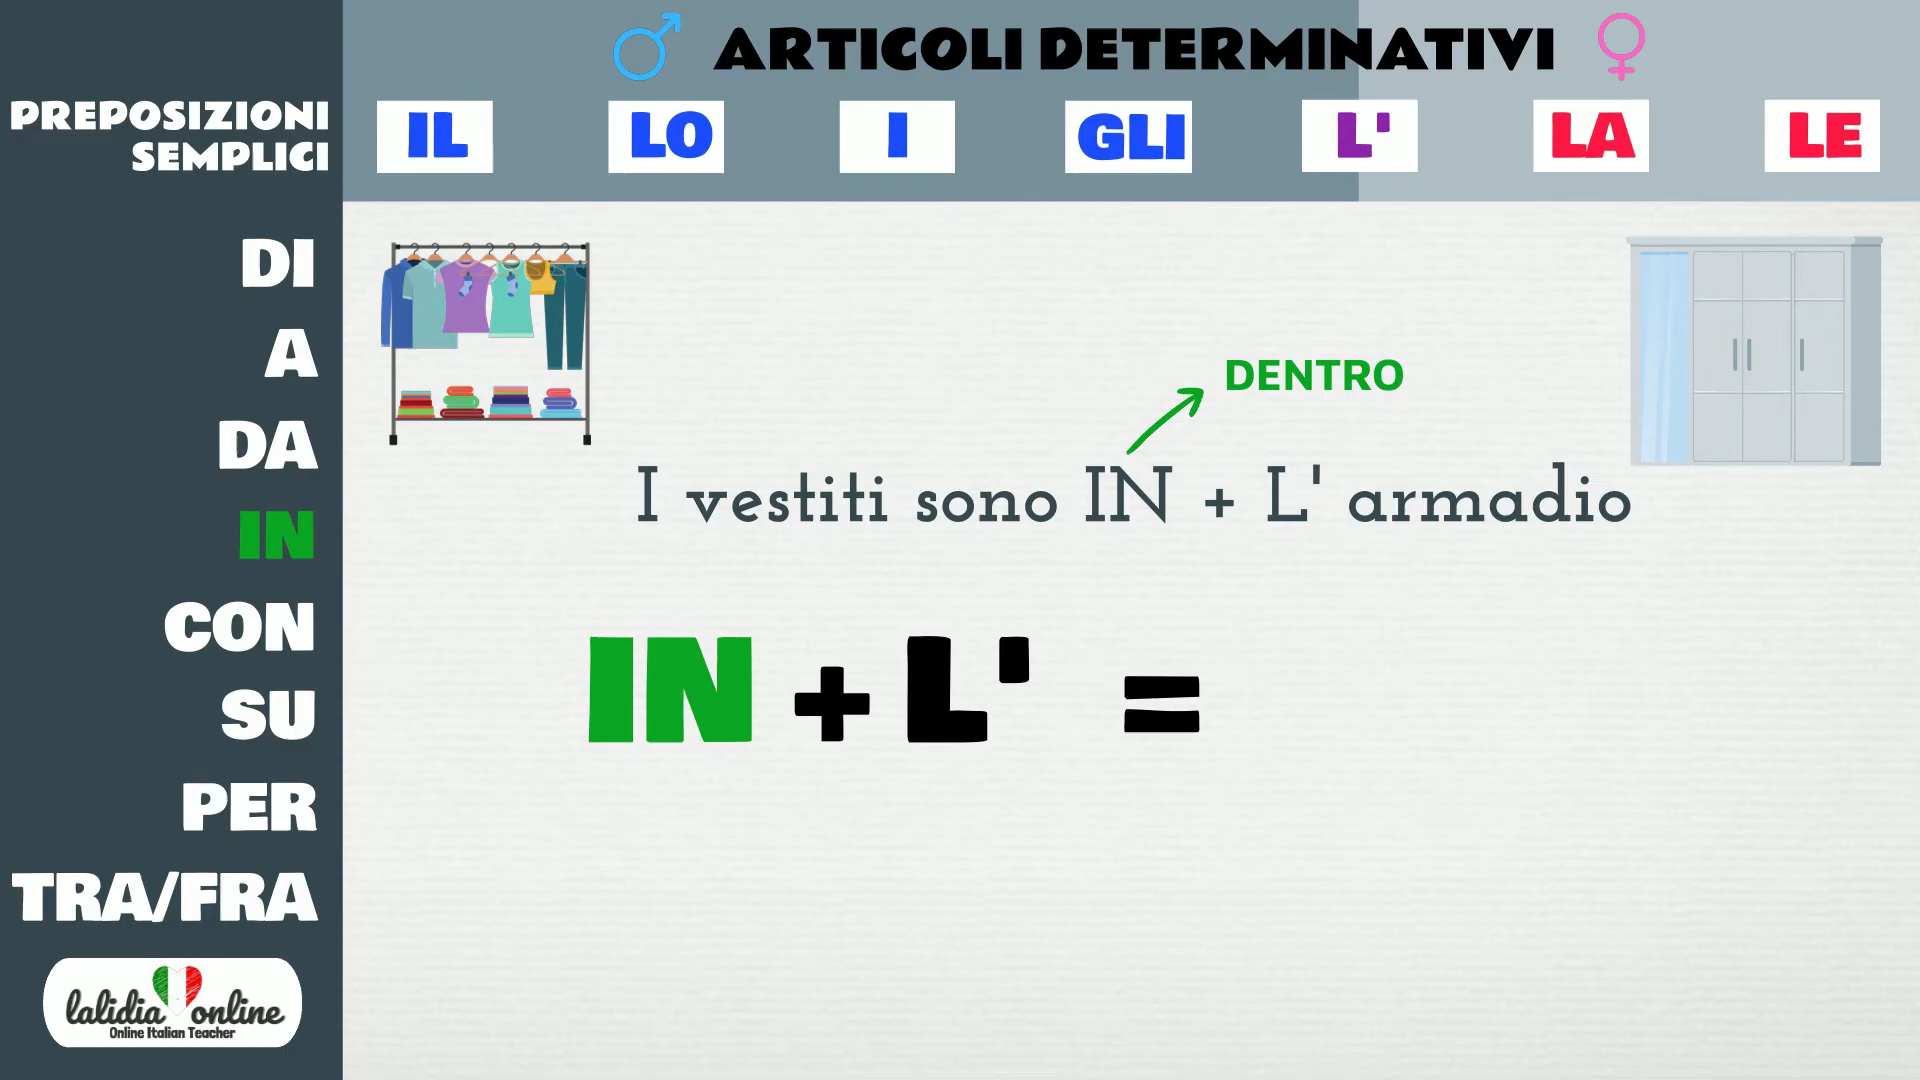 ARTICOLI DETERMINATIVI
PREPOSIZIONI
SEMPLICI
IL LO I GLI L' LA LE
DI
A
DA
IN
CON
SU
PER
TRA/FRA
DENTRO
I vestiti sono IN + L' armadio
IN + L' =
lalidia online
Online Italian Teacher